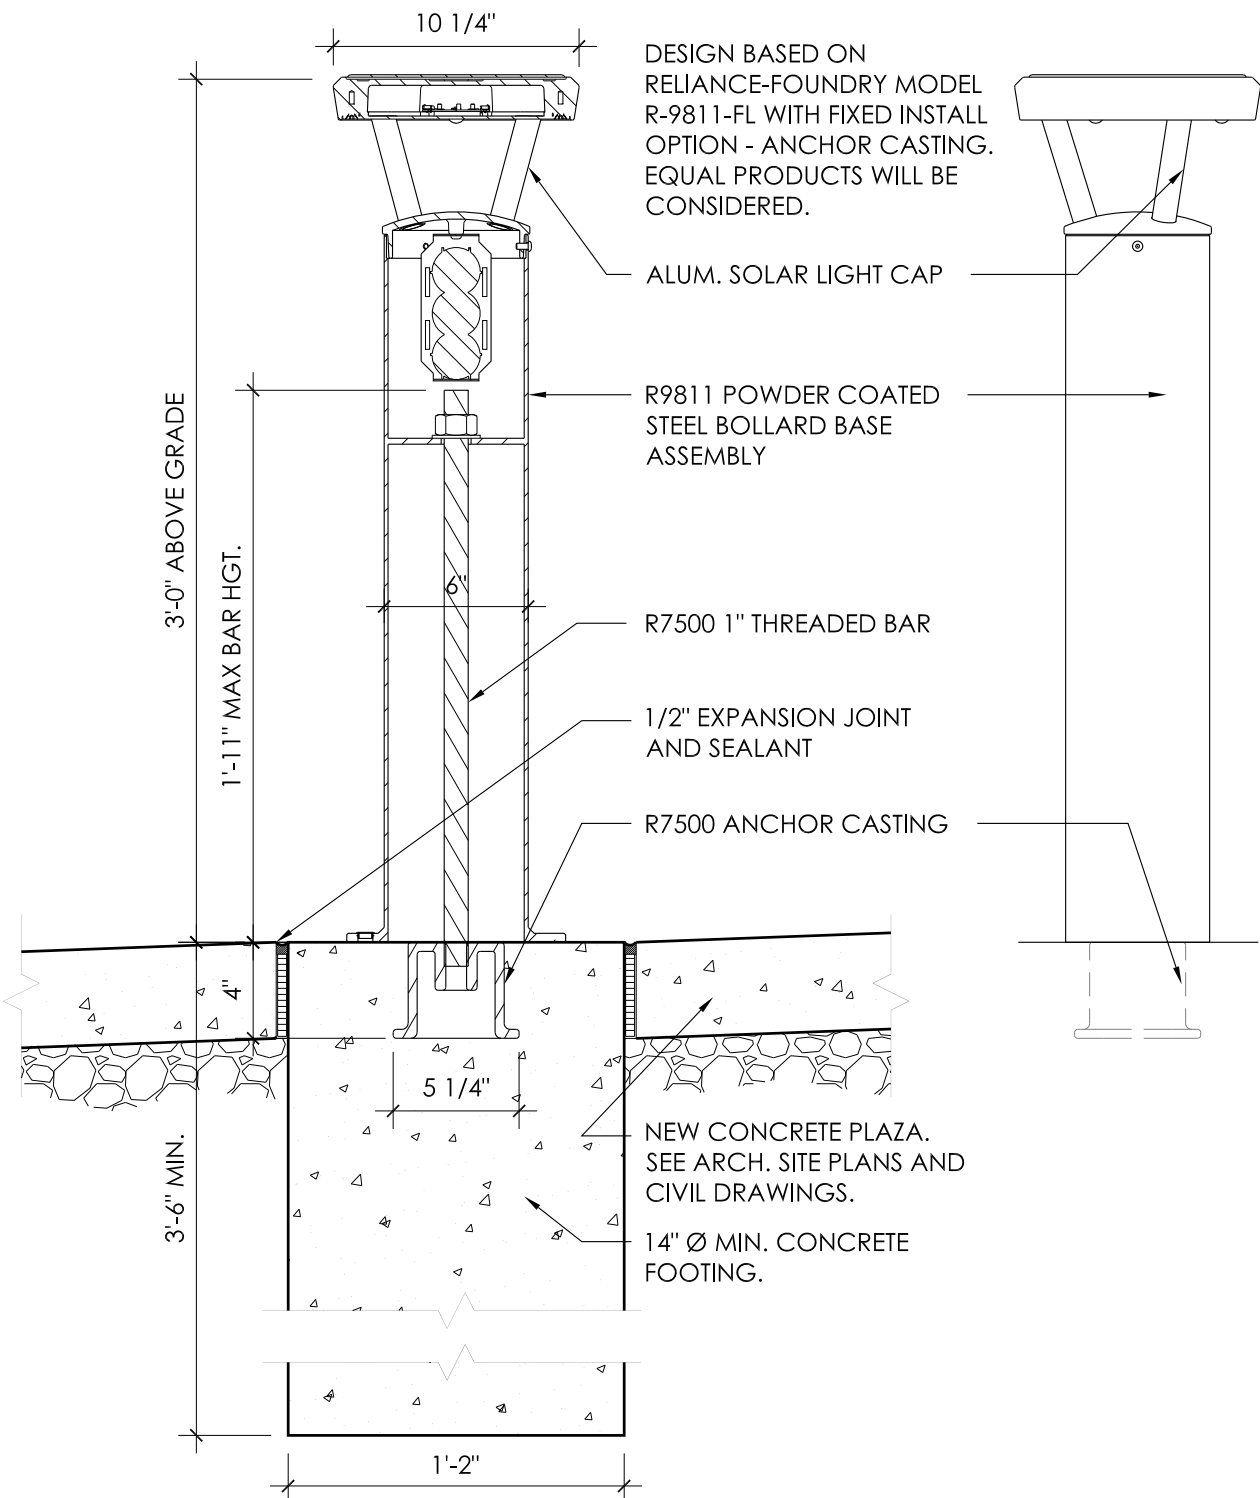 10 1/4"
DESIGN BASED ON
RELIANCE-FOUNDRY MODEL
R-9811-FL WITH FIXED INSTALL
OPTION - ANCHOR CASTING.
EQUAL PRODUCTS WILL BE
CONSIDERED.
ALUM. SOLAR LIGHT CAP
R9811 POWDER COATED
STEEL BOLLARD BASE
ASSEMBLY
3'-0" ABOVE GRADE
1'-11" MAX BAR HGT.
6"
R7500 1" THREADED BAR
1/2" EXPANSION JOINT
AND SEALANT
R7500 ANCHOR CASTING
4"
5 1/4"
NEW CONCRETE PLAZA.
SEE ARCH. SITE PLANS AND
CIVIL DRAWINGS.
3'-6" MIN.
14" Ø MIN. CONCRETE
FOOTING.
1'-2"